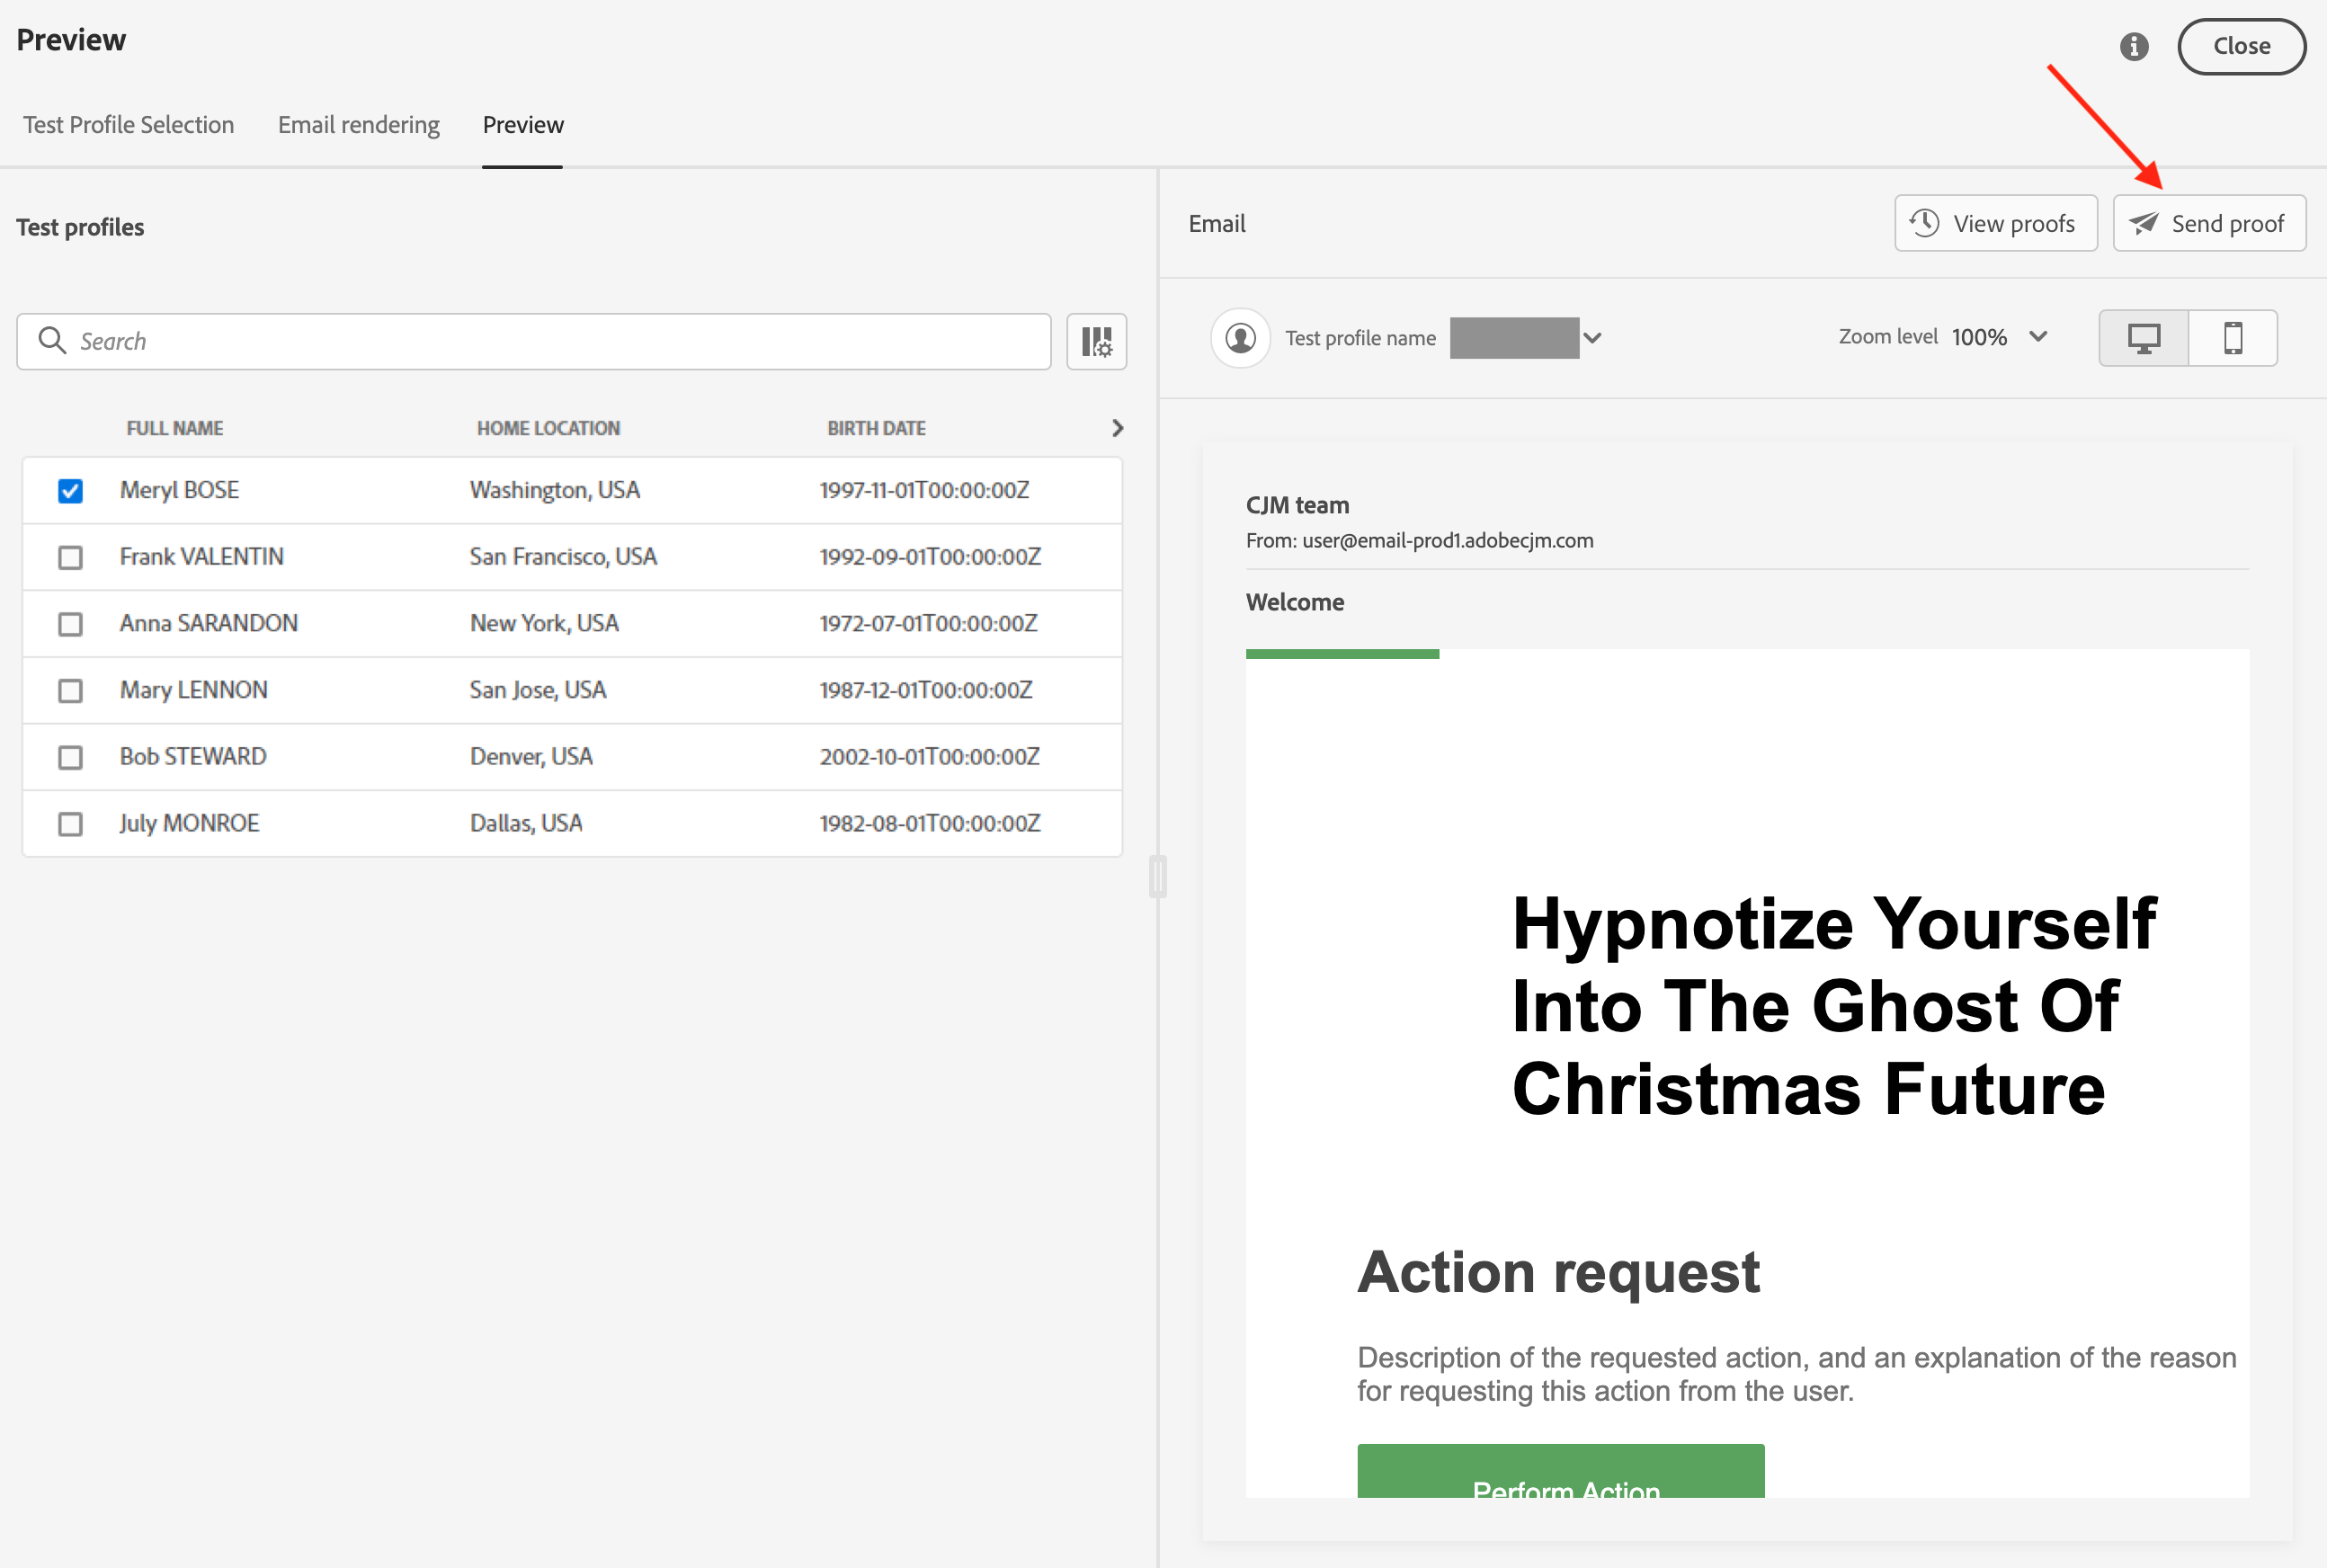 Preview
Close
Test Profile Selection Email rendering Preview
Test profiles
Search
FULL NAME HOME LOCATION BIRTH DATE
Meryl BOSE Washington, USA 1997-11-01T00:00:00Z
Frank VALENTIN San Francisco, USA 1992-09-01T00:00:00Z
Anna SARANDON New York, USA 1972-07-01T00:00:00Z
Mary LENNON San Jose, USA 1987-12-01T00:00:00Z
Bob STEWARD Denver, USA 2002-10-01T00:00:00Z
July MONROE Dallas, USA 1982-08-01T00:00:00Z
Email View proofs Send proof
Test profile name Zoom level 100%
CJM team
From: user@email-prod1.adobecjm.com
Welcome
Hypnotize Yourself
Into The Ghost Of
Christmas Future
Action request
Description of the requested action, and an explanation of the reason
for requesting this action from the user.
Perform Action